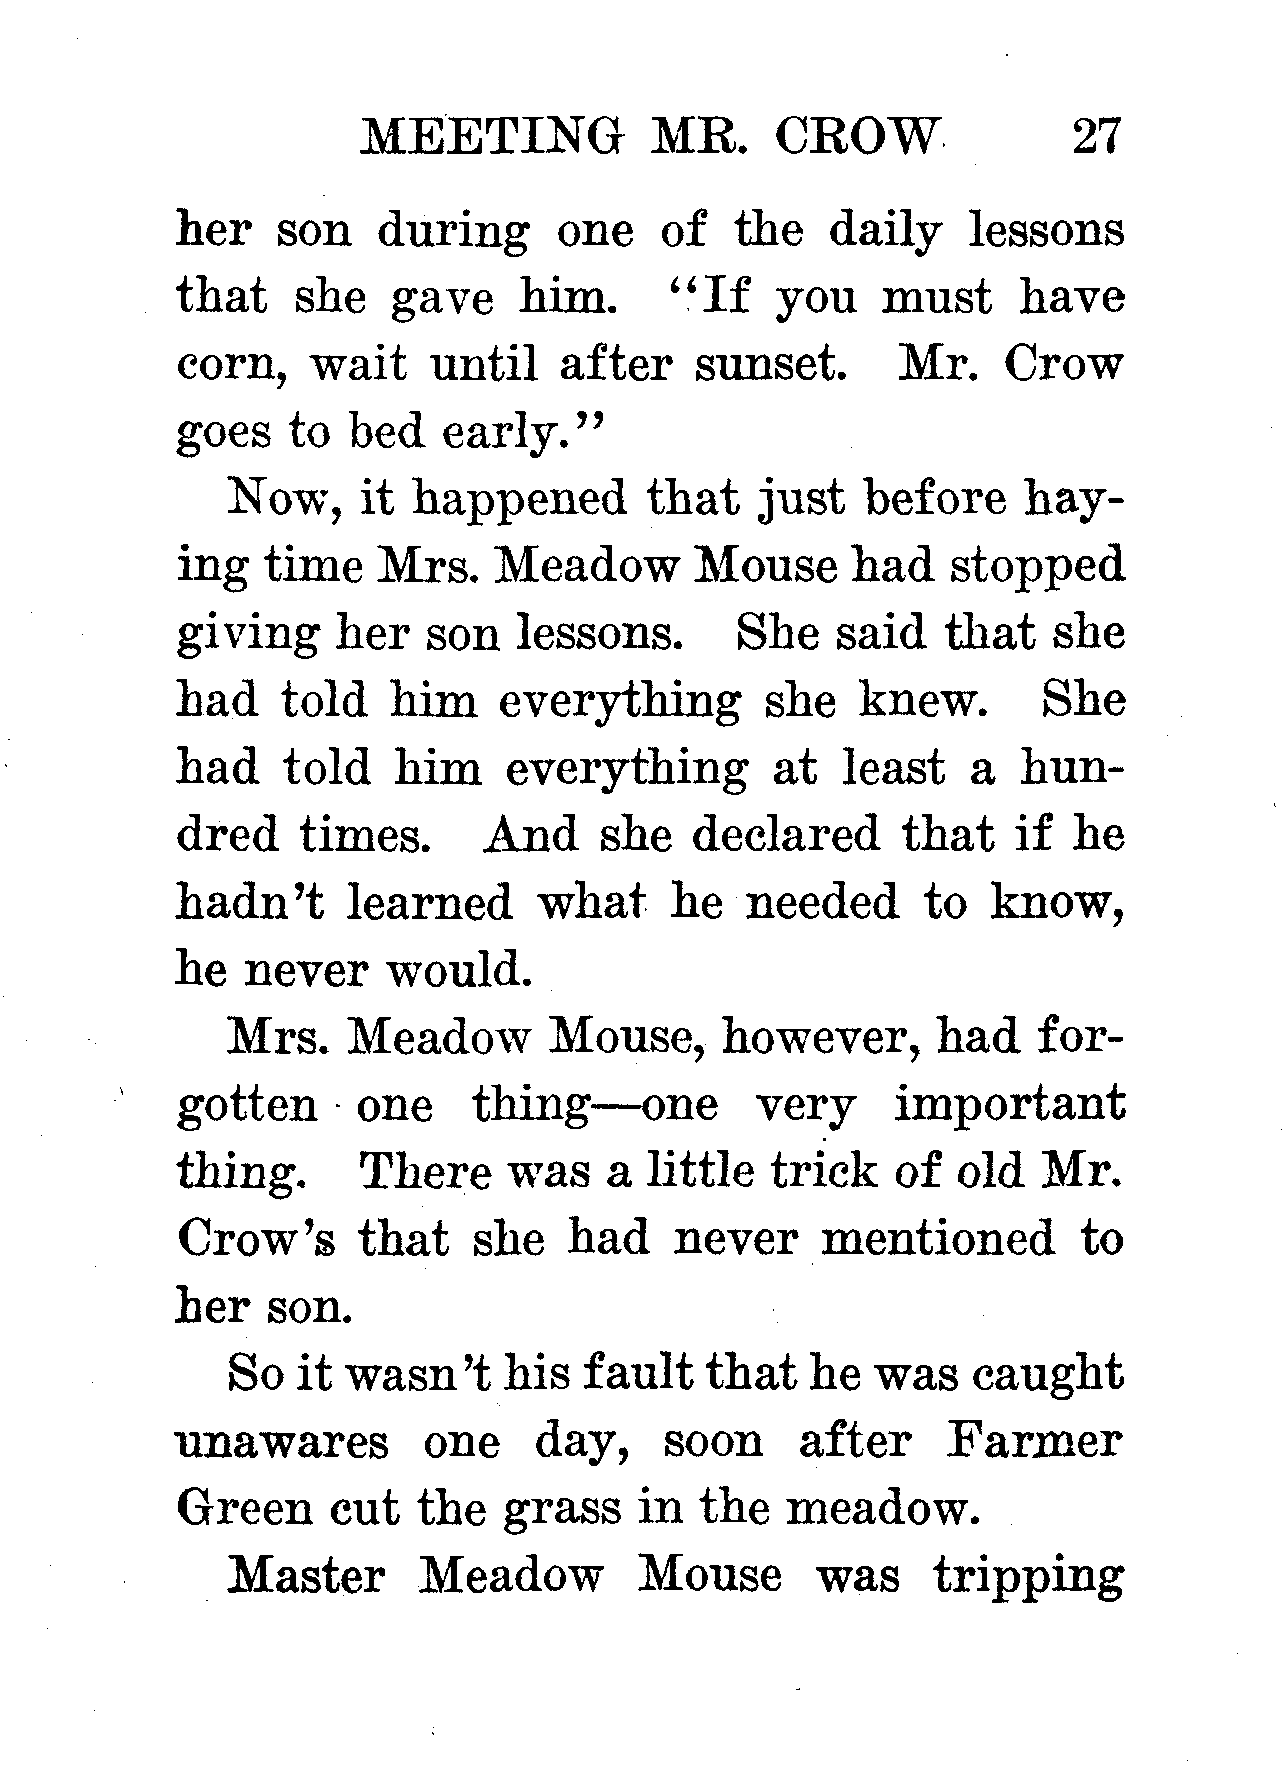 MEETING MR. CROW 27
her son during one of the daily lessons
that she gave him. "If you must have
corn, wait until after sunset. Mr. Crow
goes to bed early."
Now, it happened that just before hay-
ing time Mrs. Meadow Mouse had stopped
giving her son lessons. She said that she
had told him everything she knew. She
had told him everything at least a hun-
dred times. And she declared that if he
hadn't learned what he needed to know,
he never would.
Mrs. Meadow Mouse, however, had for-
gotten one thing—one very important
thing. There was a little trick of old Mr.
Crow's that she had never mentioned to
her son.
So it wasn't his fault that he was caught
unawares one day, soon after Farmer
Green cut the grass in the meadow.
Master Meadow Mouse was tripping